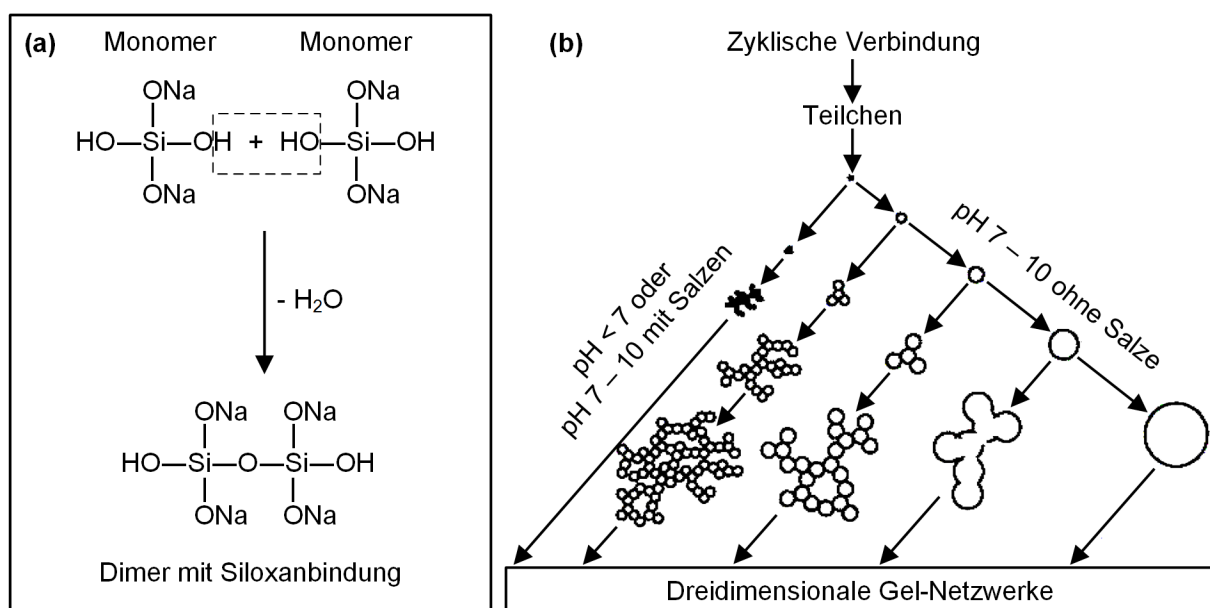 (a)
Monomer Monomer
ONa ONa
HO—Si—OH + HO—Si—OH
ONa ONa
- H₂O
ONa ONa
HO—Si—O—Si—OH
ONa ONa
Dimer mit Siloxanbindung
(b)
Zyklische Verbindung
Teilchen
pH < 7 oder
pH 7 – 10 mit Salzen
pH 7 – 10 ohne Salze
Dreidimensionale Gel-Netzwerke